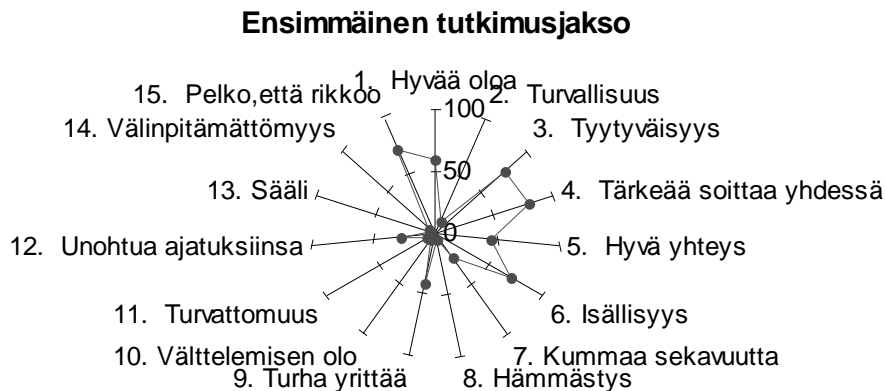 Ensimmäinen tutkimusjakso
1. Hyvää oloa
2. Turvallisuus
3. Tyytyväisyys
4. Tärkeää soittaa yhdessä
5. Hyvä yhteys
6. Isällisyys
7. Kummaa sekavuutta
8. Hämmästys
9. Turha yrittää
10. Välttelemisen olo
11. Turvattomuus
12. Unohtua ajatuksiinsa
13. Sääli
14. Välinpitämättömyys
15. Pelko,että rikkoo
100
50
0